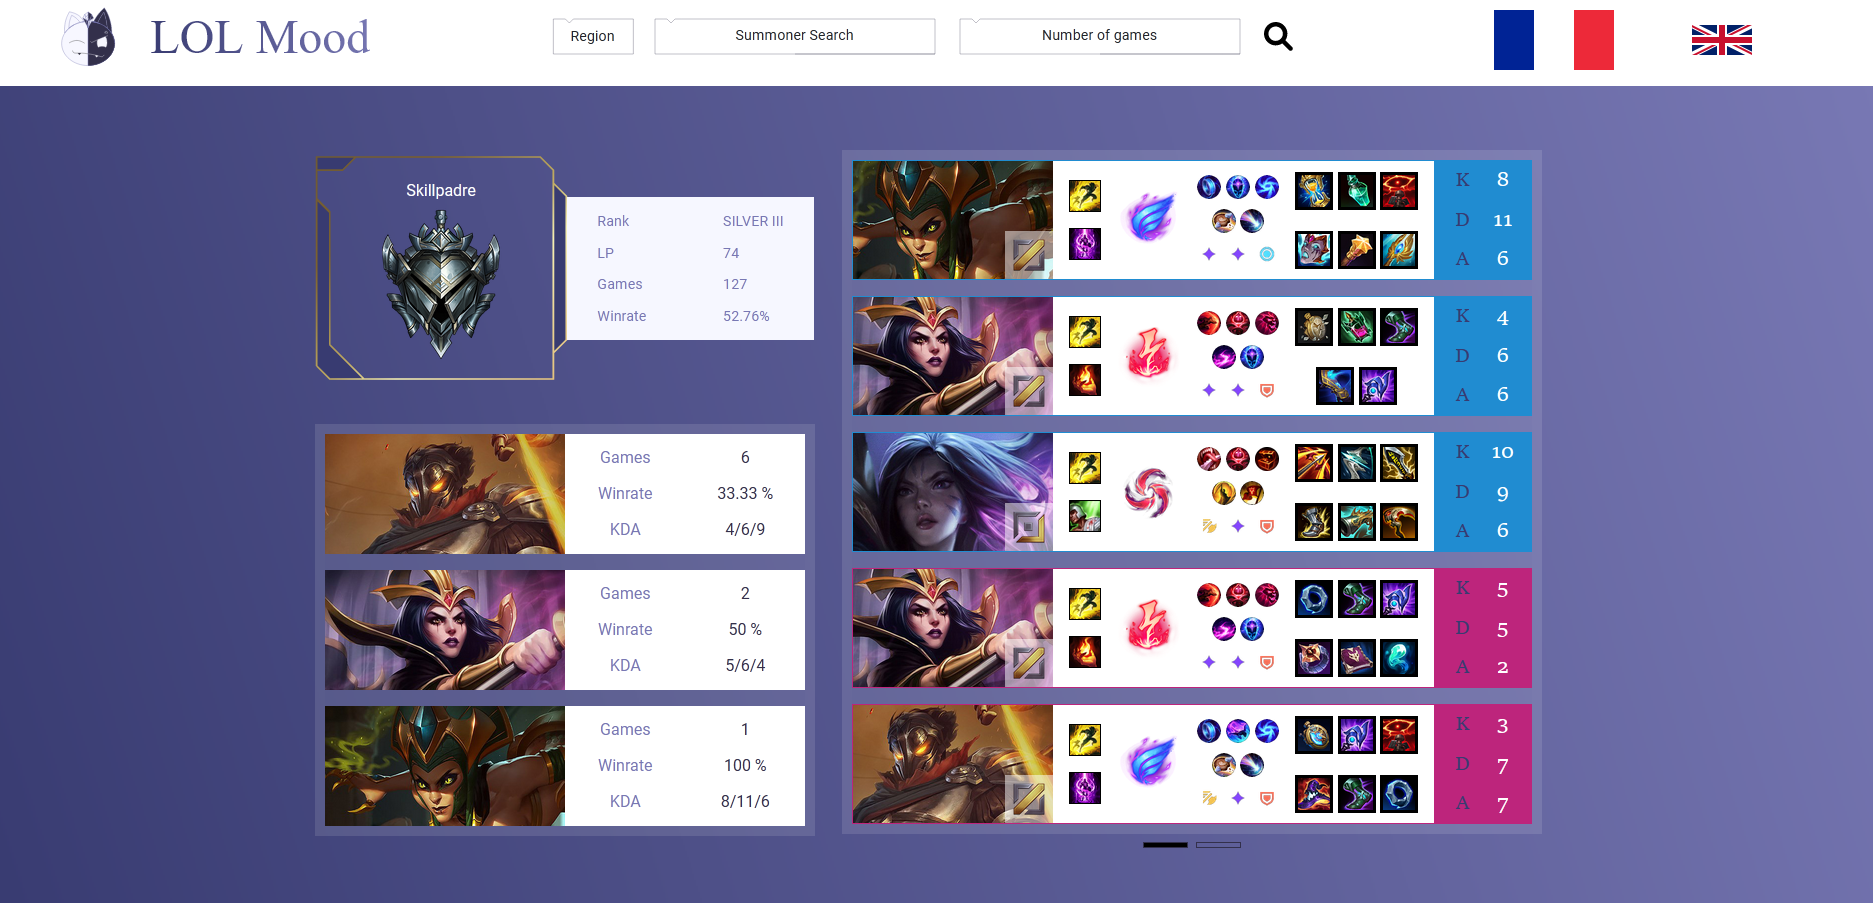 LOL Mood
Region
Summoner Search
Number of games
Skillpadre
Rank SILVER III
LP 74
Games 127
Winrate 52.76%
Games 6
Winrate 33.33 %
KDA 4/6/9
Games 2
Winrate 50 %
KDA 5/6/4
Games 1
Winrate 100 %
KDA 8/11/6
K 8
D 11
A 6
K 4
D 6
A 6
K 10
D 9
A 6
K 5
D 5
A 2
K 3
D 7
A 7